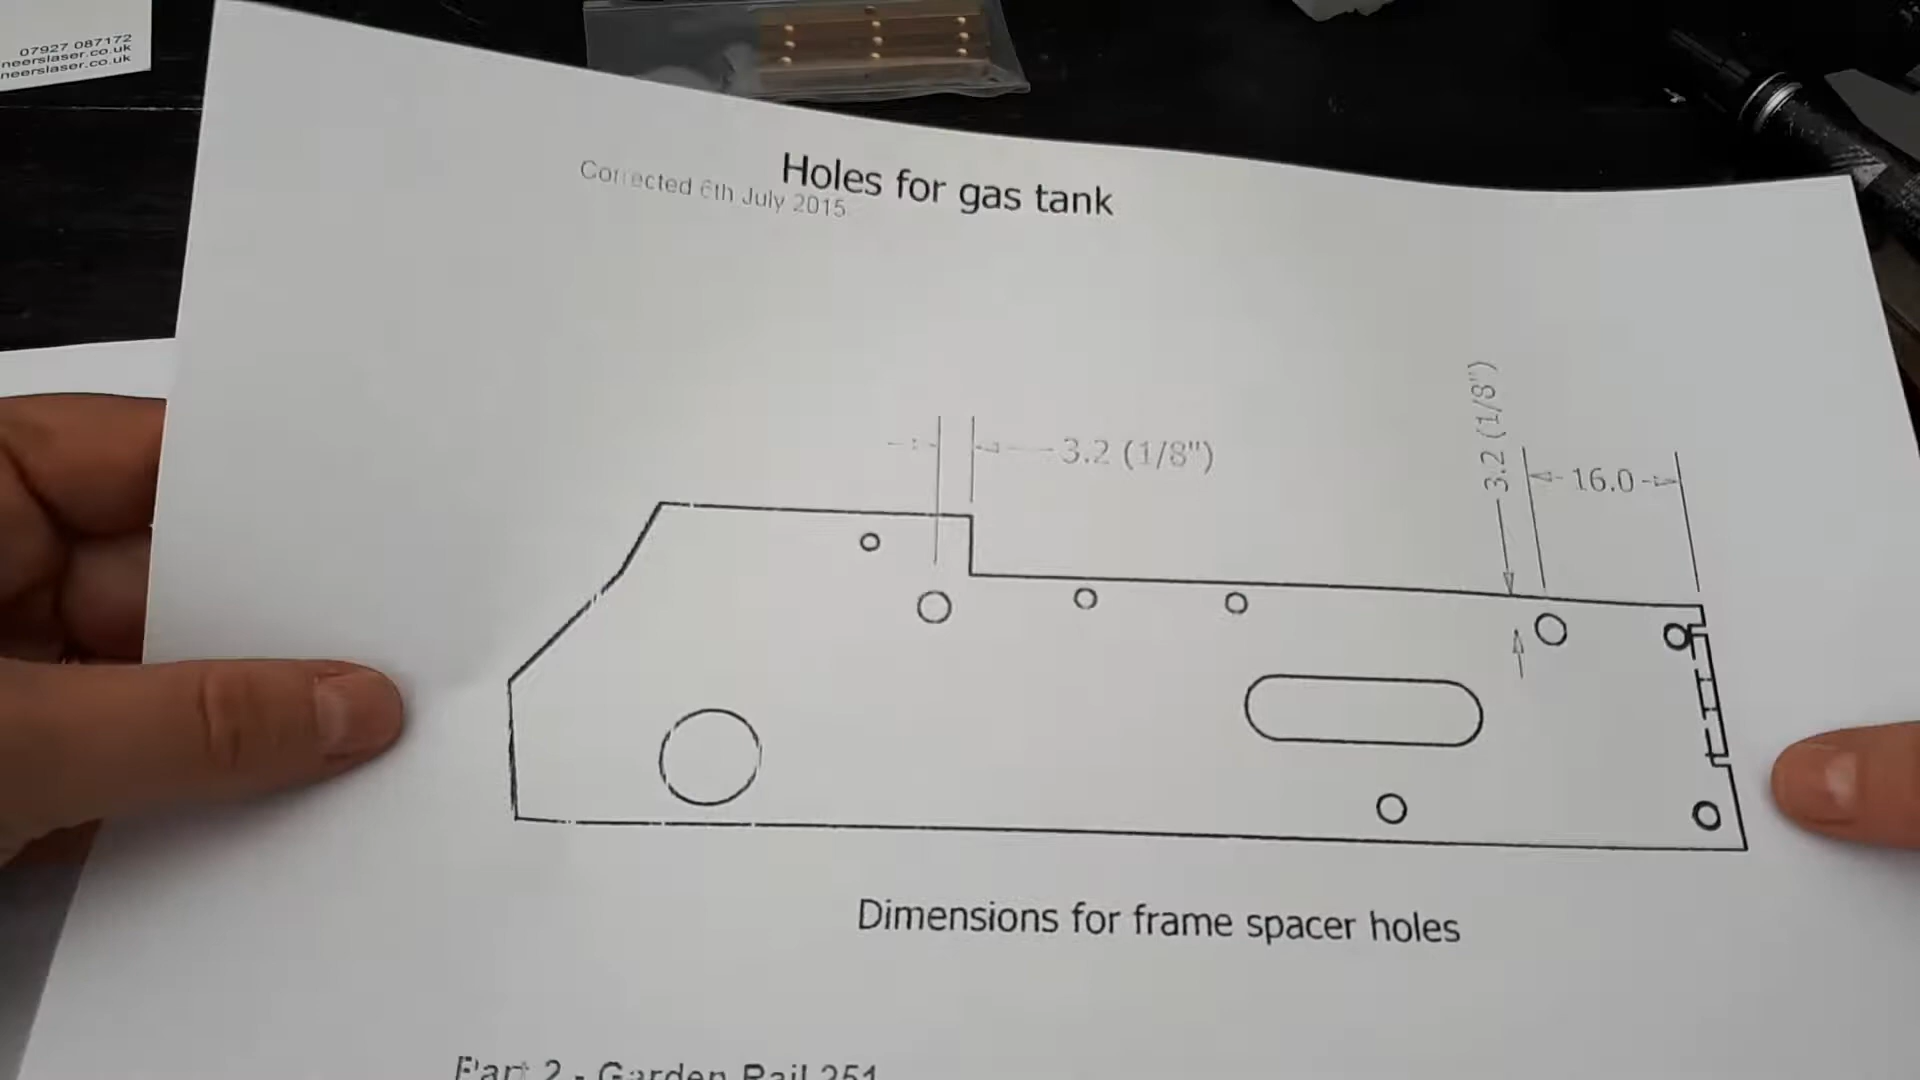 07927 087172
neerslaser.co.uk
neerslaser.co.uk
Holes for gas tank
Corrected 6th July 2015
3.2 (1/8")
3.2 (1/8")
16.0
Dimensions for frame spacer holes
Part 2 - Garden Rail 251